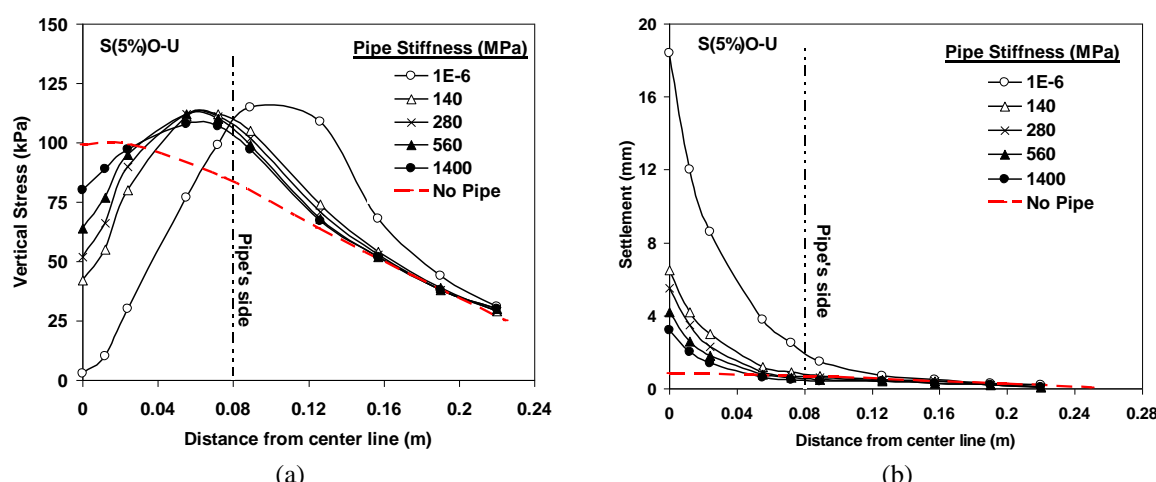 S(5%)O-U
Pipe Stiffness (MPa)
1E-6
140
280
560
1400
No Pipe
Pipe's side
150
125
100
75
50
25
0
Vertical Stress (kPa)
0 0.04 0.08 0.12 0.16 0.2 0.24
Distance from center line (m)
(a)
S(5%)O-U
Pipe Stiffness (MPa)
1E-6
140
280
560
1400
No Pipe
Pipe's side
20
16
12
8
4
0
Settlement (mm)
0 0.04 0.08 0.12 0.16 0.2 0.24 0.28
Distance from center line (m)
(b)